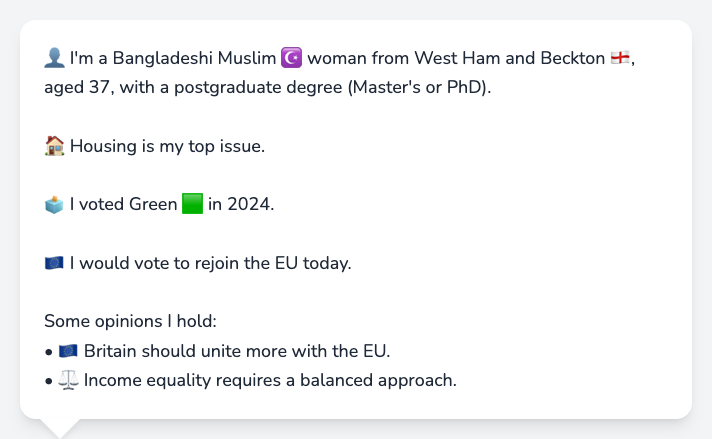 👤 I'm a Bangladeshi Muslim ☪️ woman from West Ham and Beckton 🏴󠁧󠁢󠁥󠁮󠁧󠁿,
aged 37, with a postgraduate degree (Master's or PhD).
🏠 Housing is my top issue.
🗳️ I voted Green 🟩 in 2024.
🇪🇺 I would vote to rejoin the EU today.
Some opinions I hold:
• 🇪🇺 Britain should unite more with the EU.
• ⚖️ Income equality requires a balanced approach.